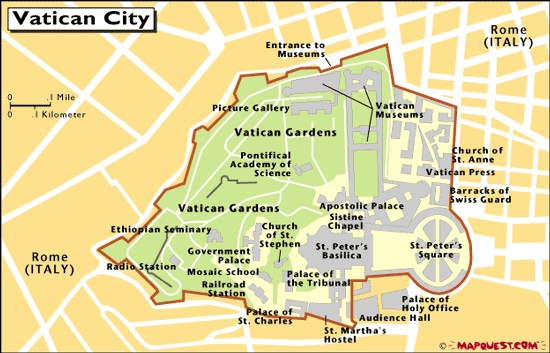 Vatican City
Rome
(ITALY)
Entrance to
Museums
0 .1 Mile
0 .1 Kilometer
Picture Gallery
Vatican
Museums
Vatican Gardens
Church of
St. Anne
Pontifical
Academy of
Science
Vatican Press
Barracks of
Swiss Guard
Vatican Gardens
Apostolic Palace
Sistine
Chapel
Ethiopian Seminary
Church
of St.
Stephen
St. Peter's
Basilica
St. Peter's
Square
Rome
(ITALY)
Government
Palace
Radio Station
Mosaic School
Palace of
the Tribunal
Railroad
Station
Palace of
Holy Office
Palace of
St. Charles
Audience Hall
St. Martha's
Hostel
© MAPQUEST.COM